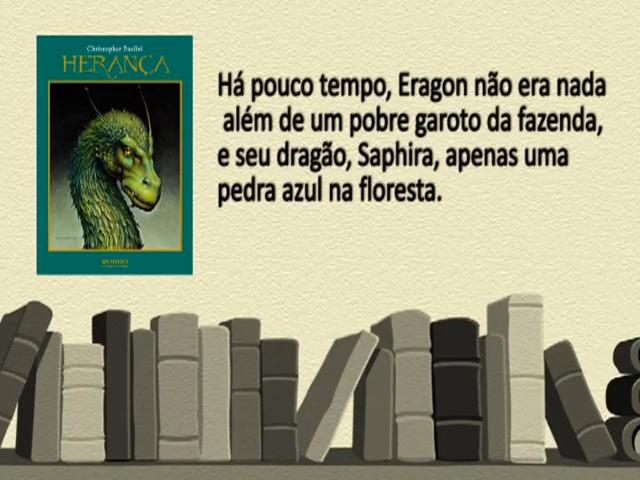 Christopher Paolini
HERANÇA
Há pouco tempo, Eragon não era nada
além de um pobre garoto da fazenda,
e seu dragão, Saphira, apenas uma
pedra azul na floresta.